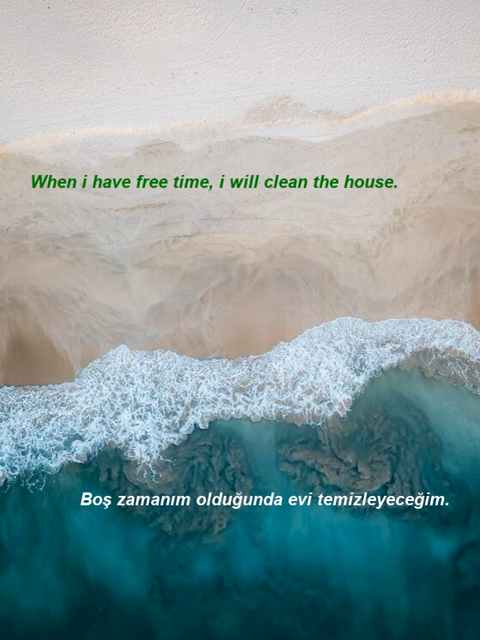 When i have free time, i will clean the house.
Boş zamanım olduğunda evi temizleyeceğim.